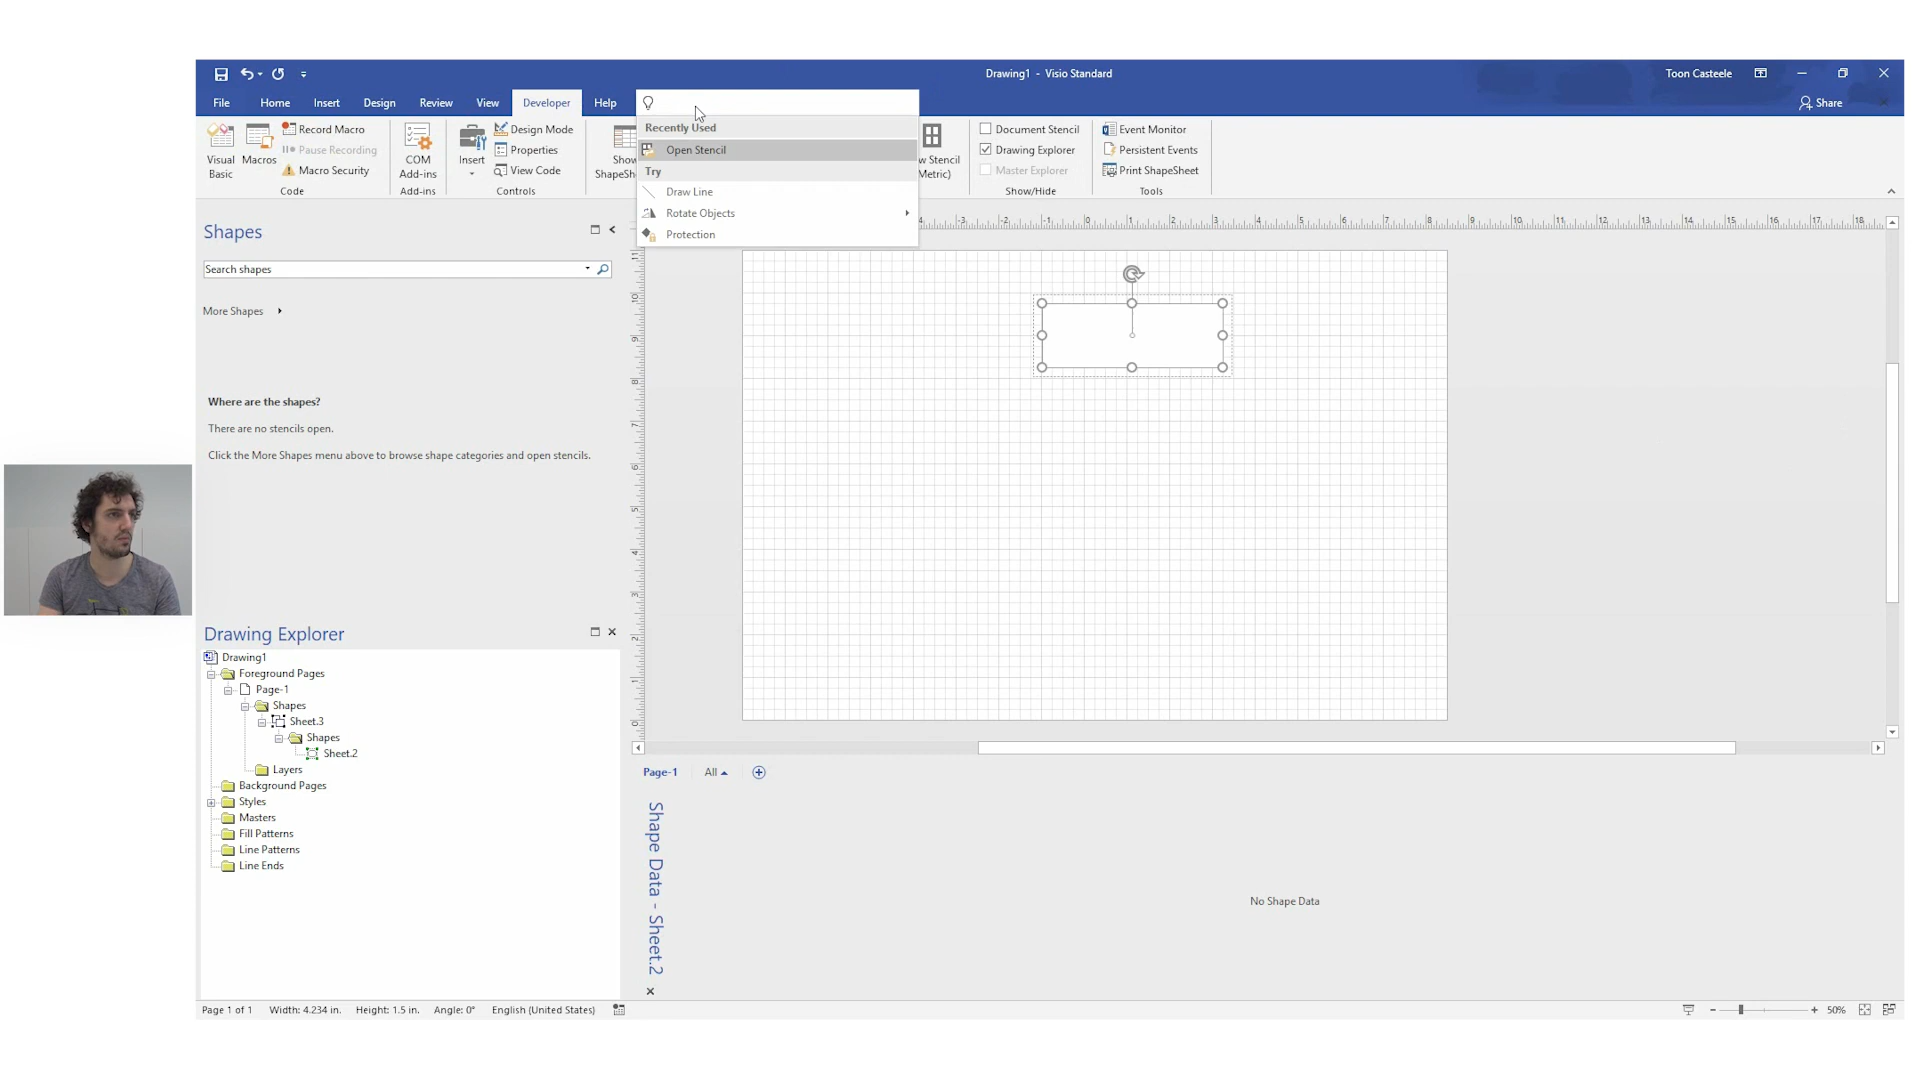 Drawing1 - Visio Standard
Toon Casteele
File
Home
Insert
Design
Review
View
Developer
Help
Share
Recently Used
Open Stencil
Try
Draw Line
Rotate Objects
Protection
Visual Basic
Macros
Record Macro
Pause Recording
Macro Security
Code
COM Add-ins
Add-ins
Insert
Design Mode
Properties
View Code
Controls
Document Stencil
Drawing Explorer
Master Explorer
Show/Hide
Event Monitor
Persistent Events
Print ShapeSheet
Tools
Shapes
Search shapes
More Shapes
Where are the shapes?
There are no stencils open.
Click the More Shapes menu above to browse shape categories and open stencils.
Drawing Explorer
Drawing1
Foreground Pages
Page-1
Shapes
Sheet.3
Shapes
Sheet.2
Layers
Background Pages
Styles
Masters
Fill Patterns
Line Patterns
Line Ends
Page-1
All
Shape Data - Sheet.2
No Shape Data
Page 1 of 1
Width: 4.234 in.
Height: 1.5 in.
Angle: 0°
English (United States)
50%